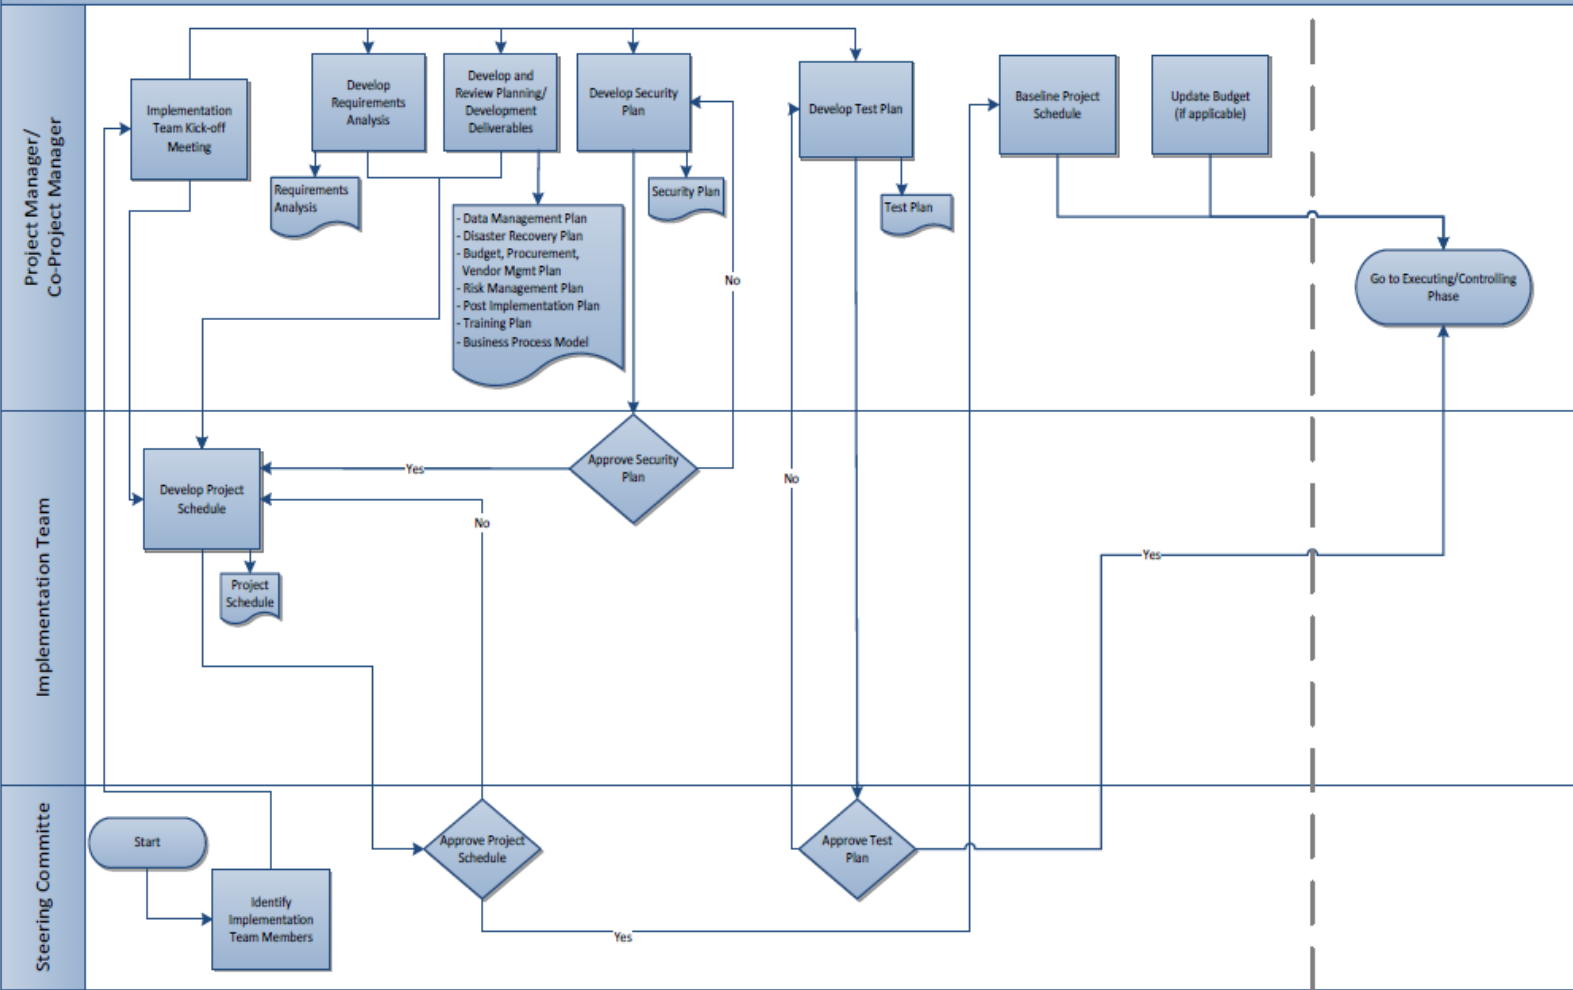 Project Manager/
Co-Project Manager
Implementation
Team Kick-off
Meeting
Develop
Requirements
Analysis
Develop and
Review Planning/
Development
Deliverables
Develop Security
Plan
Develop Test Plan
Baseline Project
Schedule
Update Budget
(if applicable)
Requirements
Analysis
- Data Management Plan
- Disaster Recovery Plan
- Budget, Procurement,
Vendor Mgmt Plan
- Risk Management Plan
- Post Implementation Plan
- Training Plan
- Business Process Model
Security Plan
Test Plan
No
Go to Executing/Controlling
Phase
Implementation Team
Develop Project
Schedule
Yes
Approve Security
Plan
No
No
Project
Schedule
Yes
Steering Committe
Start
Identify
Implementation
Team Members
Approve Project
Schedule
Approve Test
Plan
Yes